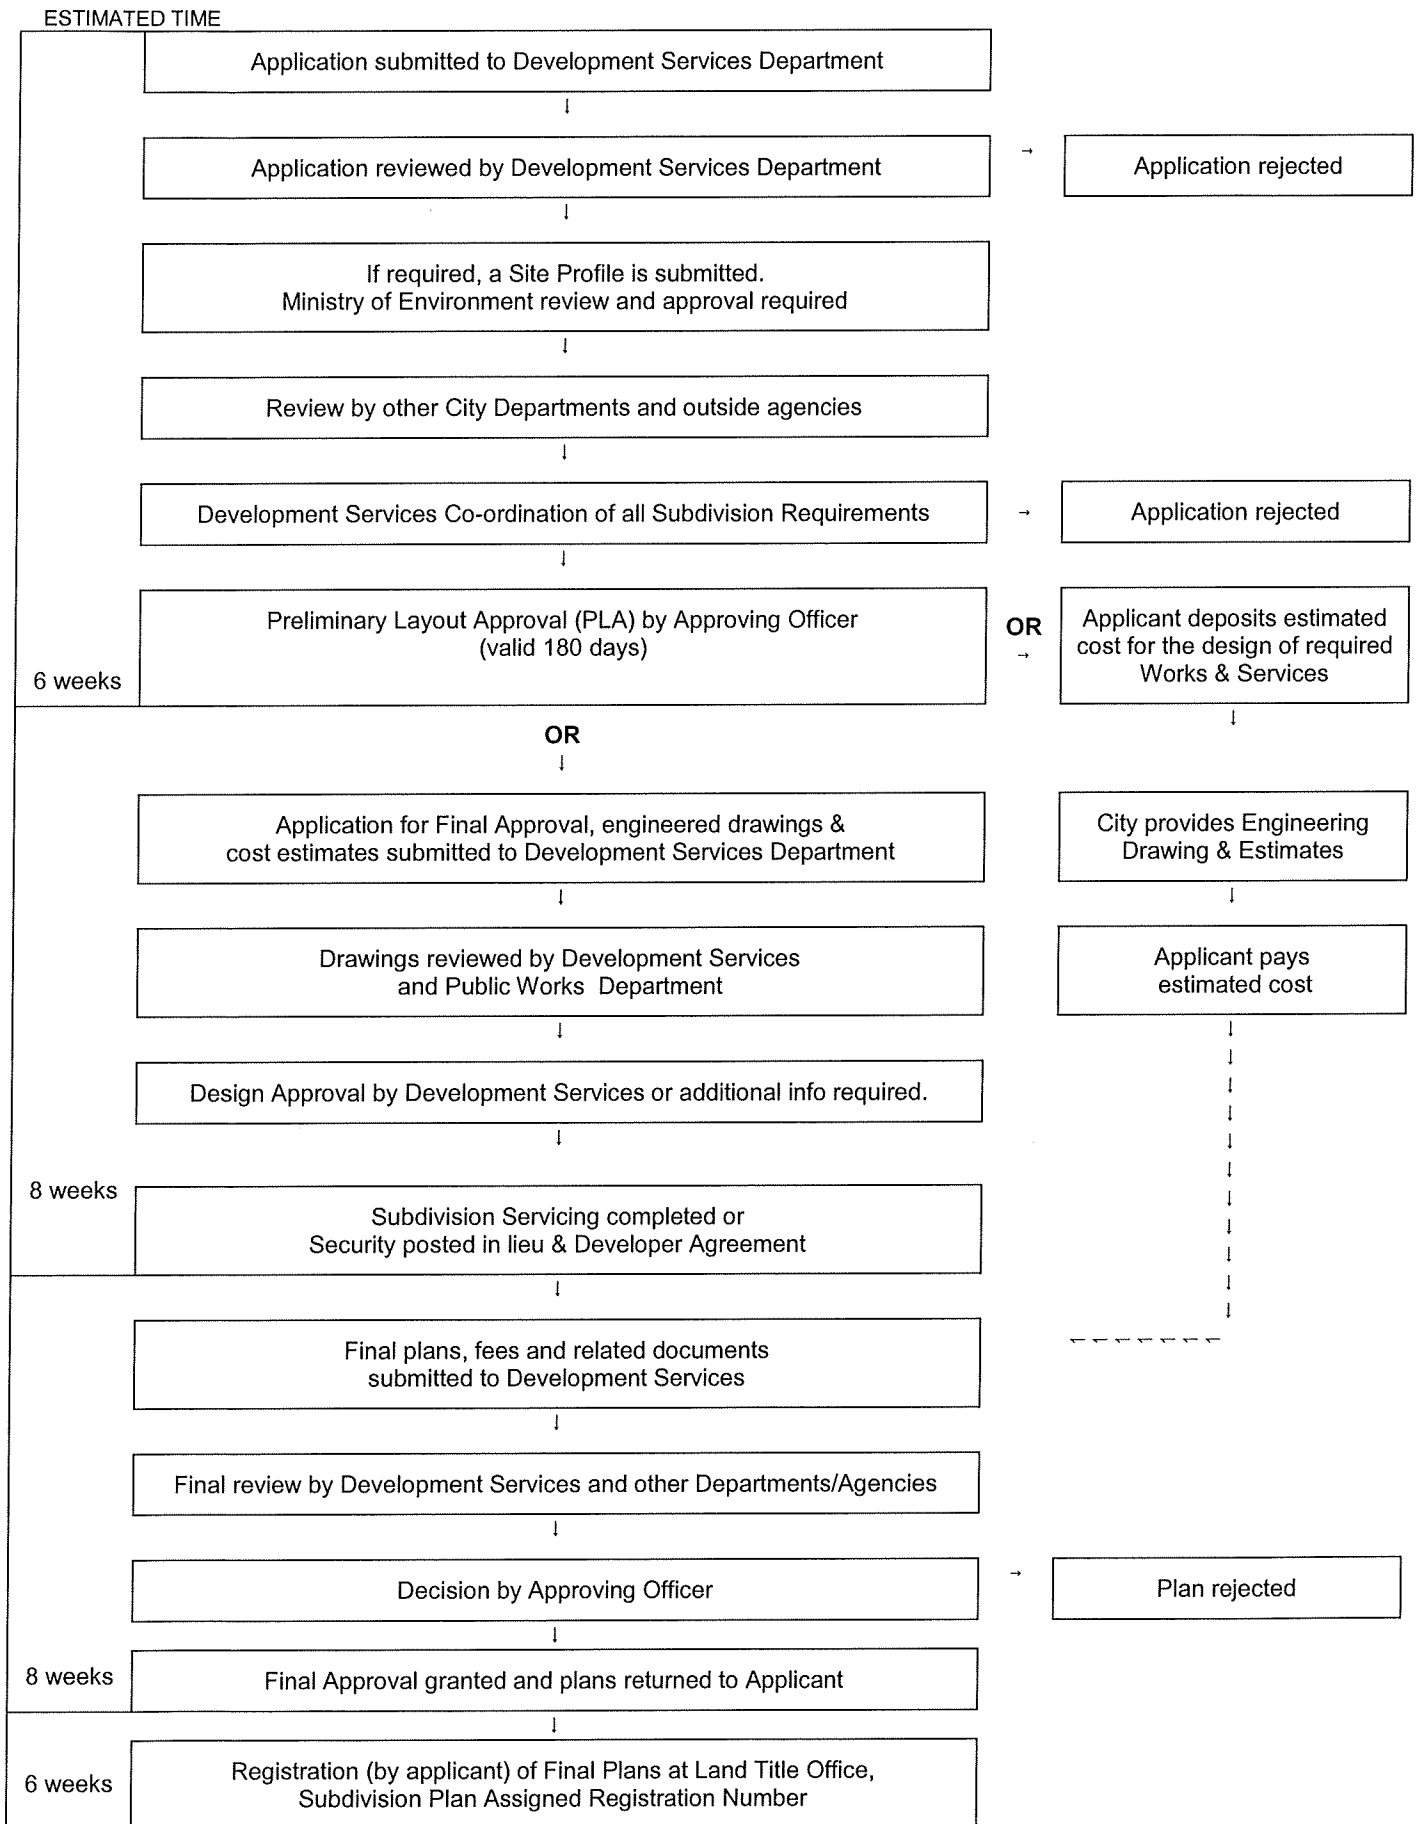 ESTIMATED TIME
Application submitted to Development Services Department
↓
Application reviewed by Development Services Department
→
Application rejected
↓
If required, a Site Profile is submitted.
Ministry of Environment review and approval required
↓
Review by other City Departments and outside agencies
↓
Development Services Co-ordination of all Subdivision Requirements
→
Application rejected
↓
Preliminary Layout Approval (PLA) by Approving Officer
(valid 180 days)
6 weeks
OR
→
Applicant deposits estimated
cost for the design of required
Works & Services
↓
OR
↓
Application for Final Approval, engineered drawings &
cost estimates submitted to Development Services Department
City provides Engineering
Drawing & Estimates
↓
↓
Drawings reviewed by Development Services
and Public Works Department
Applicant pays
estimated cost
↓
Design Approval by Development Services or additional info required.
↓
8 weeks
Subdivision Servicing completed or
Security posted in lieu & Developer Agreement
↓
Final plans, fees and related documents
submitted to Development Services
↓
Final review by Development Services and other Departments/Agencies
↓
Decision by Approving Officer
→
Plan rejected
↓
8 weeks
Final Approval granted and plans returned to Applicant
↓
6 weeks
Registration (by applicant) of Final Plans at Land Title Office,
Subdivision Plan Assigned Registration Number